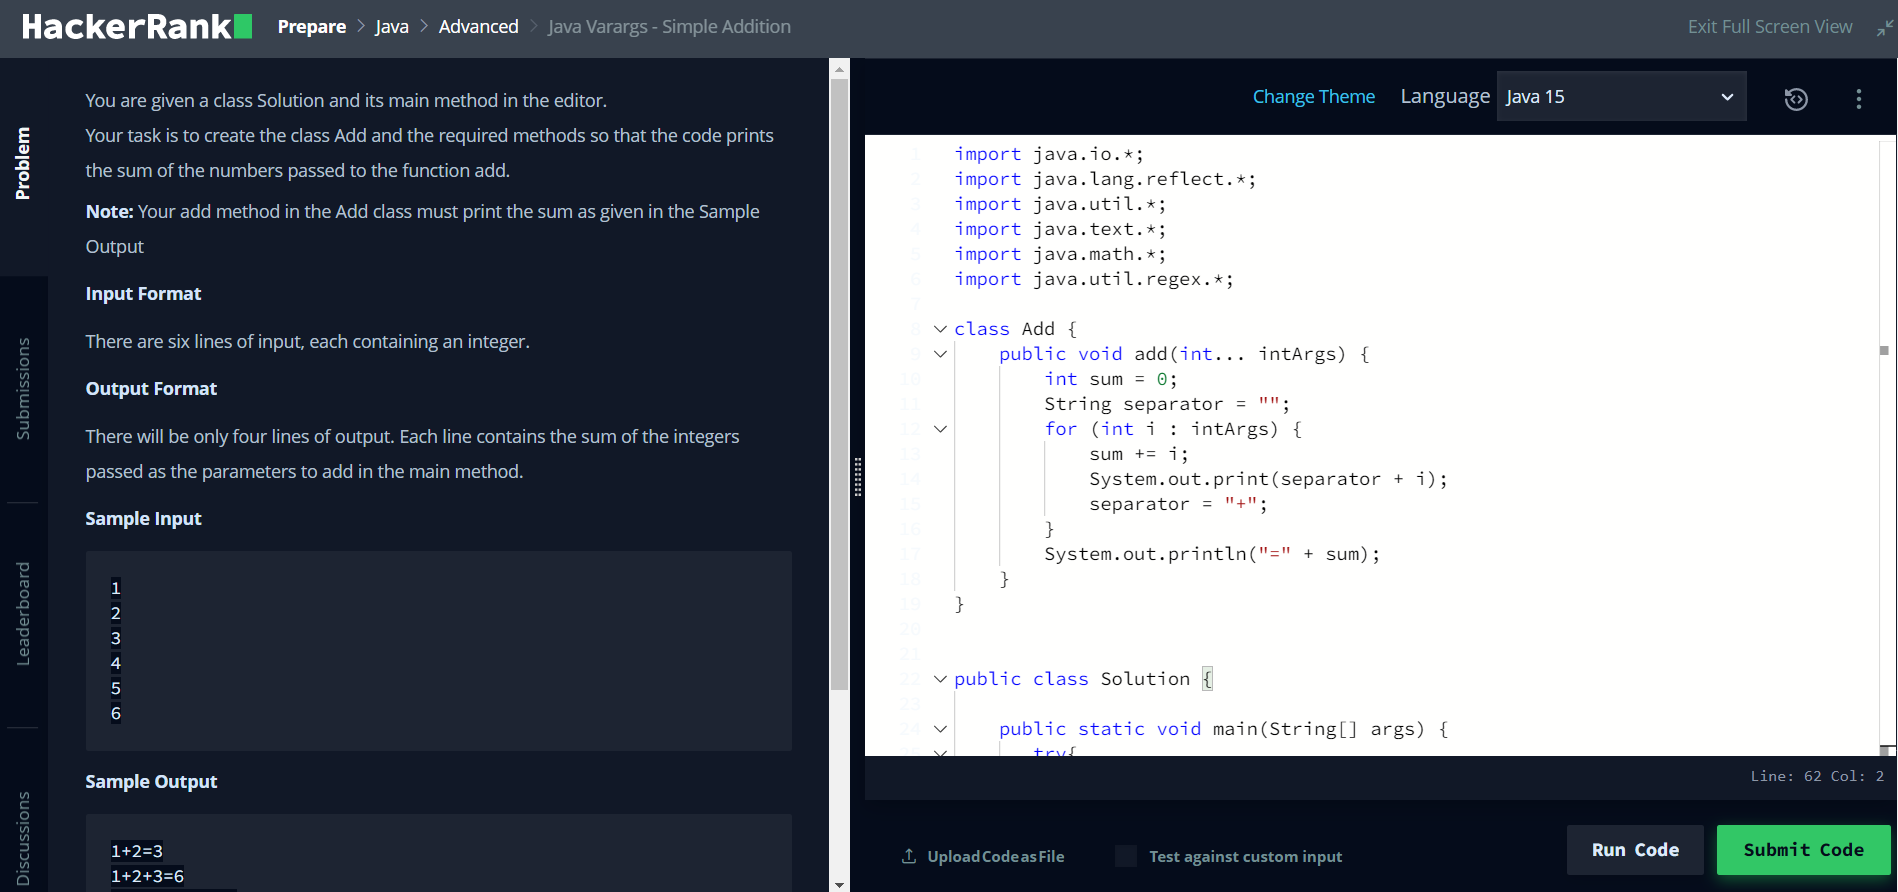 HackerRank
Prepare > Java > Advanced > Java Varargs - Simple Addition
Exit Full Screen View
Problem
Submissions
Leaderboard
Discussions
You are given a class Solution and its main method in the editor.
Your task is to create the class Add and the required methods so that the code prints
the sum of the numbers passed to the function add.
Note: Your add method in the Add class must print the sum as given in the Sample
Output
Input Format
There are six lines of input, each containing an integer.
Output Format
There will be only four lines of output. Each line contains the sum of the integers
passed as the parameters to add in the main method.
Sample Input
1
2
3
4
5
6
Sample Output
1+2=3
1+2+3=6
Change Theme
Language
Java 15
1 import java.io.*;
2 import java.lang.reflect.*;
3 import java.util.*;
4 import java.text.*;
5 import java.math.*;
6 import java.util.regex.*;
7
8 class Add {
9     public void add(int... intArgs) {
10         int sum = 0;
11         String separator = "";
12         for (int i : intArgs) {
13             sum += i;
14             System.out.print(separator + i);
15             separator = "+";
16         }
17         System.out.println("=" + sum);
18     }
19 }
20
21
22 public class Solution {
23
24     public static void main(String[] args) {
25        try{
Line: 62 Col: 2
Upload Code as File
Test against custom input
Run Code
Submit Code